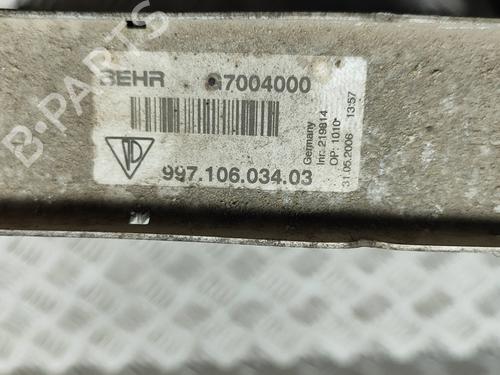 BEHR
7004000
997.106.034.03
Germany
Inr: 219814
OP: 1010
31.05.2006 13:57
B-Parts